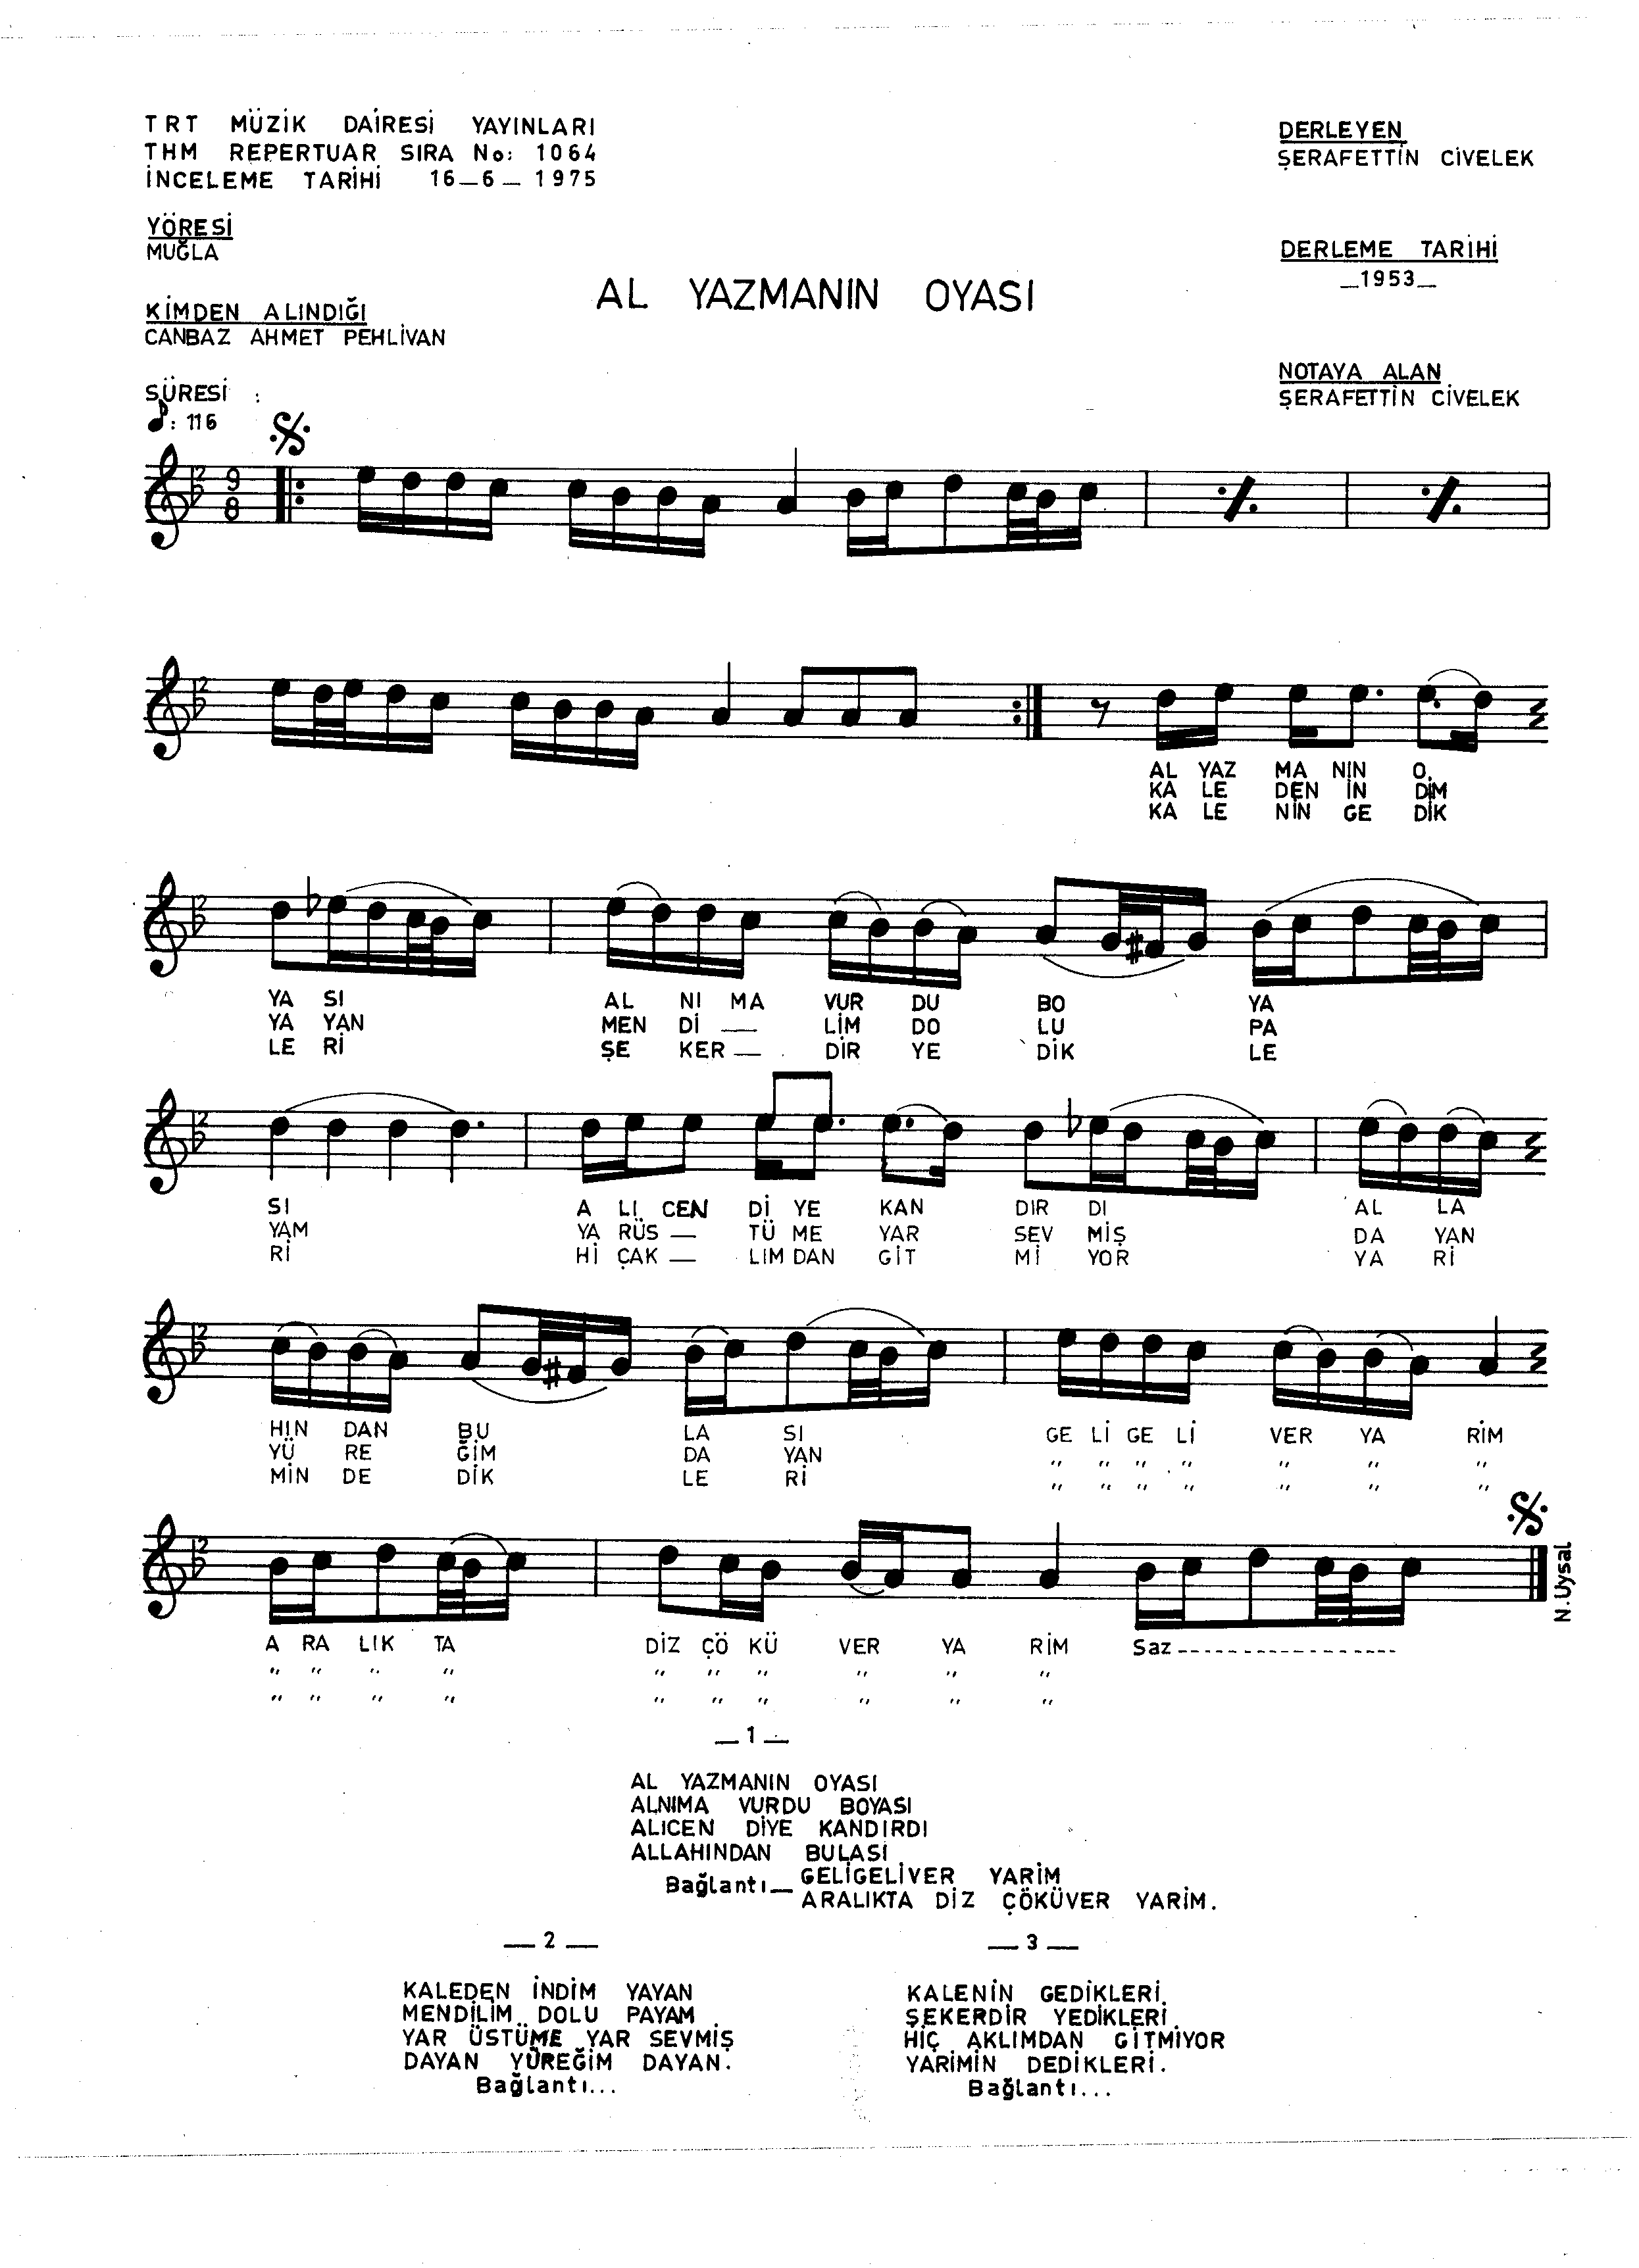 TRT MÜZİK DAİRESİ YAYINLARI
THM REPERTUAR SIRA No: 1064
İNCELEME TARİHİ 16_6_1975
DERLEYEN
ŞERAFETTİN CİVELEK
YÖRESİ
MUĞLA
DERLEME TARİHİ
_1953_
AL YAZMANIN OYASI
KİMDEN ALINDIĞI
CANBAZ AHMET PEHLİVAN
NOTAYA ALAN
ŞERAFETTİN CİVELEK
SÜRESİ :
♪: 116
9
8
AL YAZ MA NIN O
KA LE DEN İN DİM
KA LE NİN GE DİK
YA SI AL NI MA VUR DU BO YA
YA YAN MEN Dİ — LİM DO LU PA
LE Rİ ŞE KER — DİR YE DİK LE
SI A LI CEN Dİ YE KAN DIR DI AL LA
YAM YA RÜS — TÜ ME YAR SEV MİŞ DA YAN
Rİ Hİ ÇAK — LIM DAN GİT Mİ YOR YA Rİ
HIN DAN BU LA SI GE Lİ GE Lİ VER YA RİM
YÜ RE ĞİM DA YAN " " " " " " "
MİN DE DİK LE Rİ " " " " " " "
A RA LIK TA DİZ ÇÖ KÜ VER YA RİM Saz------------------
" " " " " " " " " "
" " " " " " " " " "
N. Uysal
_1_
AL YAZMANIN OYASI
ALNIMA VURDU BOYASI
ALICEN DİYE KANDIRDI
ALLAHINDAN BULASI
Bağlantı_ GELİGELİVER YARİM
ARALIKTA DİZ ÇÖKÜVER YARİM.
_2_
KALEDEN İNDİM YAYAN
MENDİLİM DOLU PAYAM
YAR ÜSTÜME YAR SEVMİŞ
DAYAN YÜREĞİM DAYAN.
Bağlantı...
_3_
KALENİN GEDİKLERİ
ŞEKERDİR YEDİKLERİ
HİÇ AKLIMDAN GİTMİYOR
YARİMİN DEDİKLERİ.
Bağlantı...